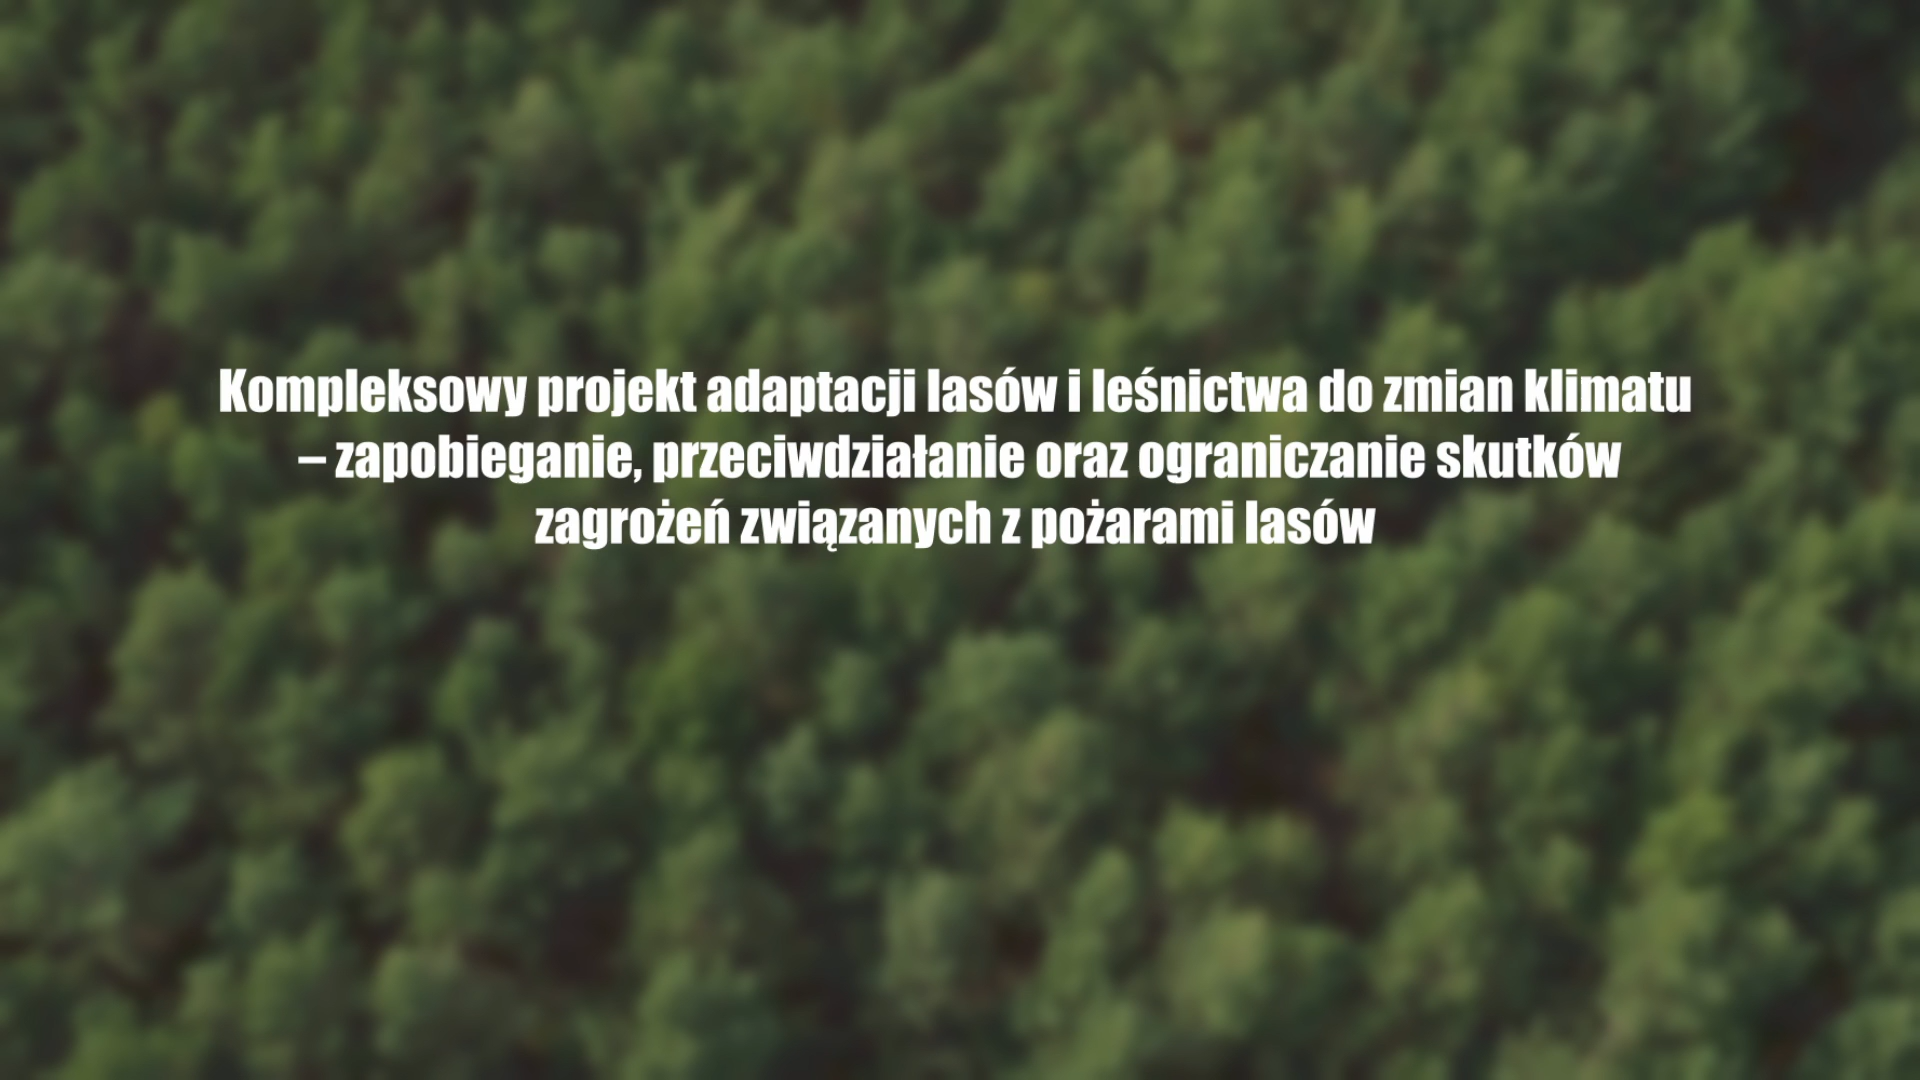 Kompleksowy projekt adaptacji lasów i leśnictwa do zmian klimatu
– zapobieganie, przeciwdziałanie oraz ograniczanie skutków
zagrożeń związanych z pożarami lasów